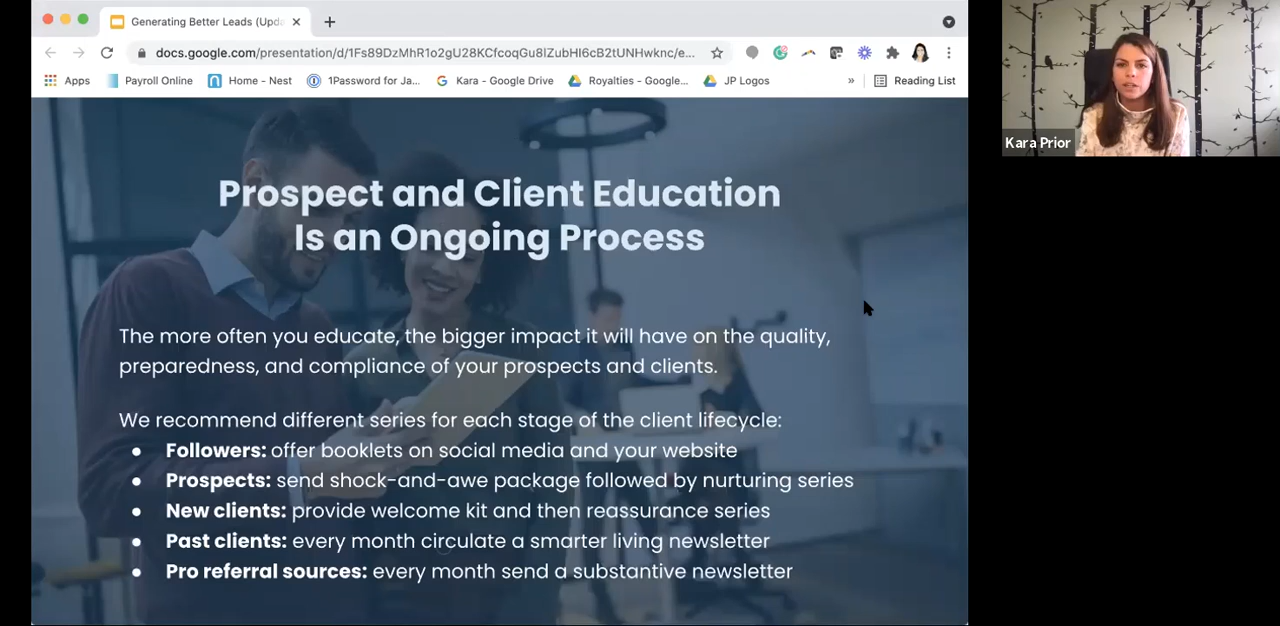 Generating Better Leads (Upda
docs.google.com/presentation/d/1Fs89DzMhR1o2gU28KCfcoqGu8IZubHI6cB2tUNHwknc/e...
Apps
Payroll Online
Home - Nest
1Password for Ja...
Kara - Google Drive
Royalties - Google...
JP Logos
»
Reading List
Kara Prior
Prospect and Client Education
Is an Ongoing Process
The more often you educate, the bigger impact it will have on the quality,
preparedness, and compliance of your prospects and clients.
We recommend different series for each stage of the client lifecycle:
● Followers: offer booklets on social media and your website
● Prospects: send shock-and-awe package followed by nurturing series
● New clients: provide welcome kit and then reassurance series
● Past clients: every month circulate a smarter living newsletter
● Pro referral sources: every month send a substantive newsletter